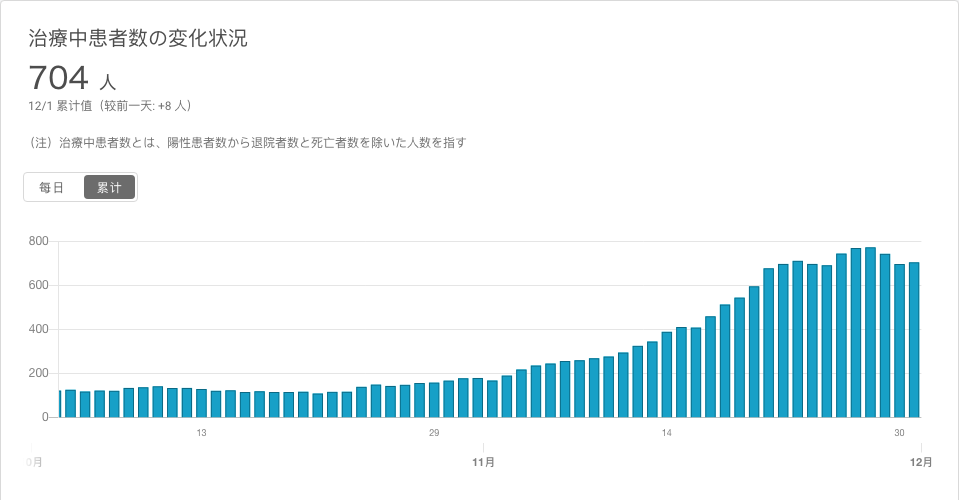 治療中患者数の変化状況
704 人
12/1 累计值（较前一天: +8 人）
（注）治療中患者数とは、陽性患者数から退院者数と死亡者数を除いた人数を指す
每日 累计
800
600
400
200
0
13 29 14 30
0月 11月 12月